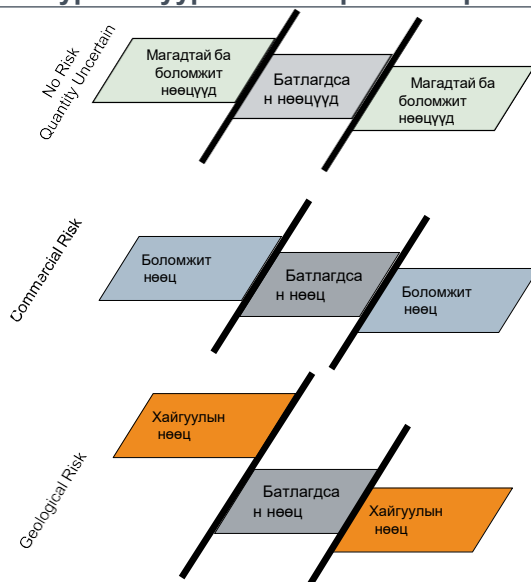 No Risk
Quantity Uncertain
Магадтай ба
боломжит
нөөцүүд
Батлагдса
н нөөцүүд
Магадтай ба
боломжит
нөөцүүд
Commercial Risk
Боломжит
нөөц
Батлагдса
н нөөц
Боломжит
нөөц
Geological Risk
Хайгуулын
нөөц
Батлагдса
н нөөц
Хайгуулын
нөөц